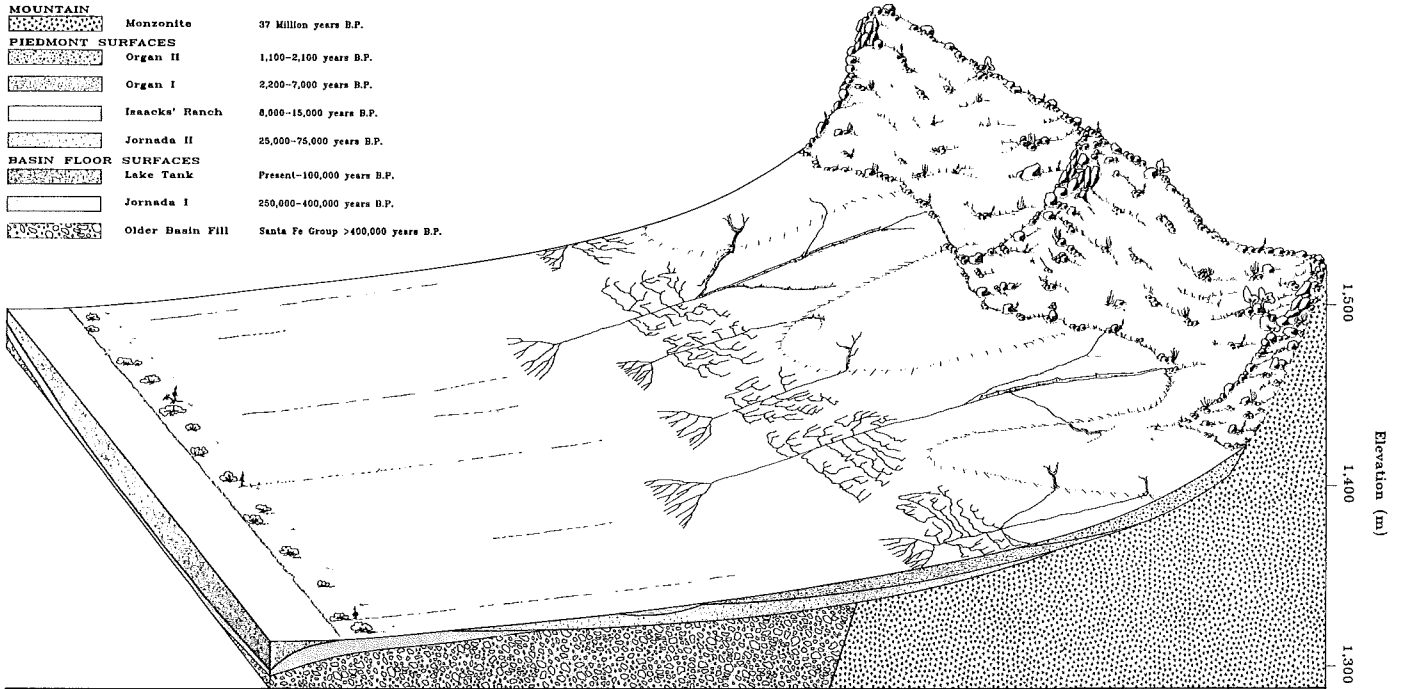 MOUNTAIN
Monzonite 37 Million years B.P.
PIEDMONT SURFACES
Organ II 1,100-2,100 years B.P.
Organ I 2,200-7,000 years B.P.
Isaacks' Ranch 8,000-15,000 years B.P.
Jornada II 25,000-75,000 years B.P.
BASIN FLOOR SURFACES
Lake Tank Present-100,000 years B.P.
Jornada I 250,000-400,000 years B.P.
Older Basin Fill Santa Fe Group >400,000 years B.P.
1,500
1,400
1,300
Elevation (m)